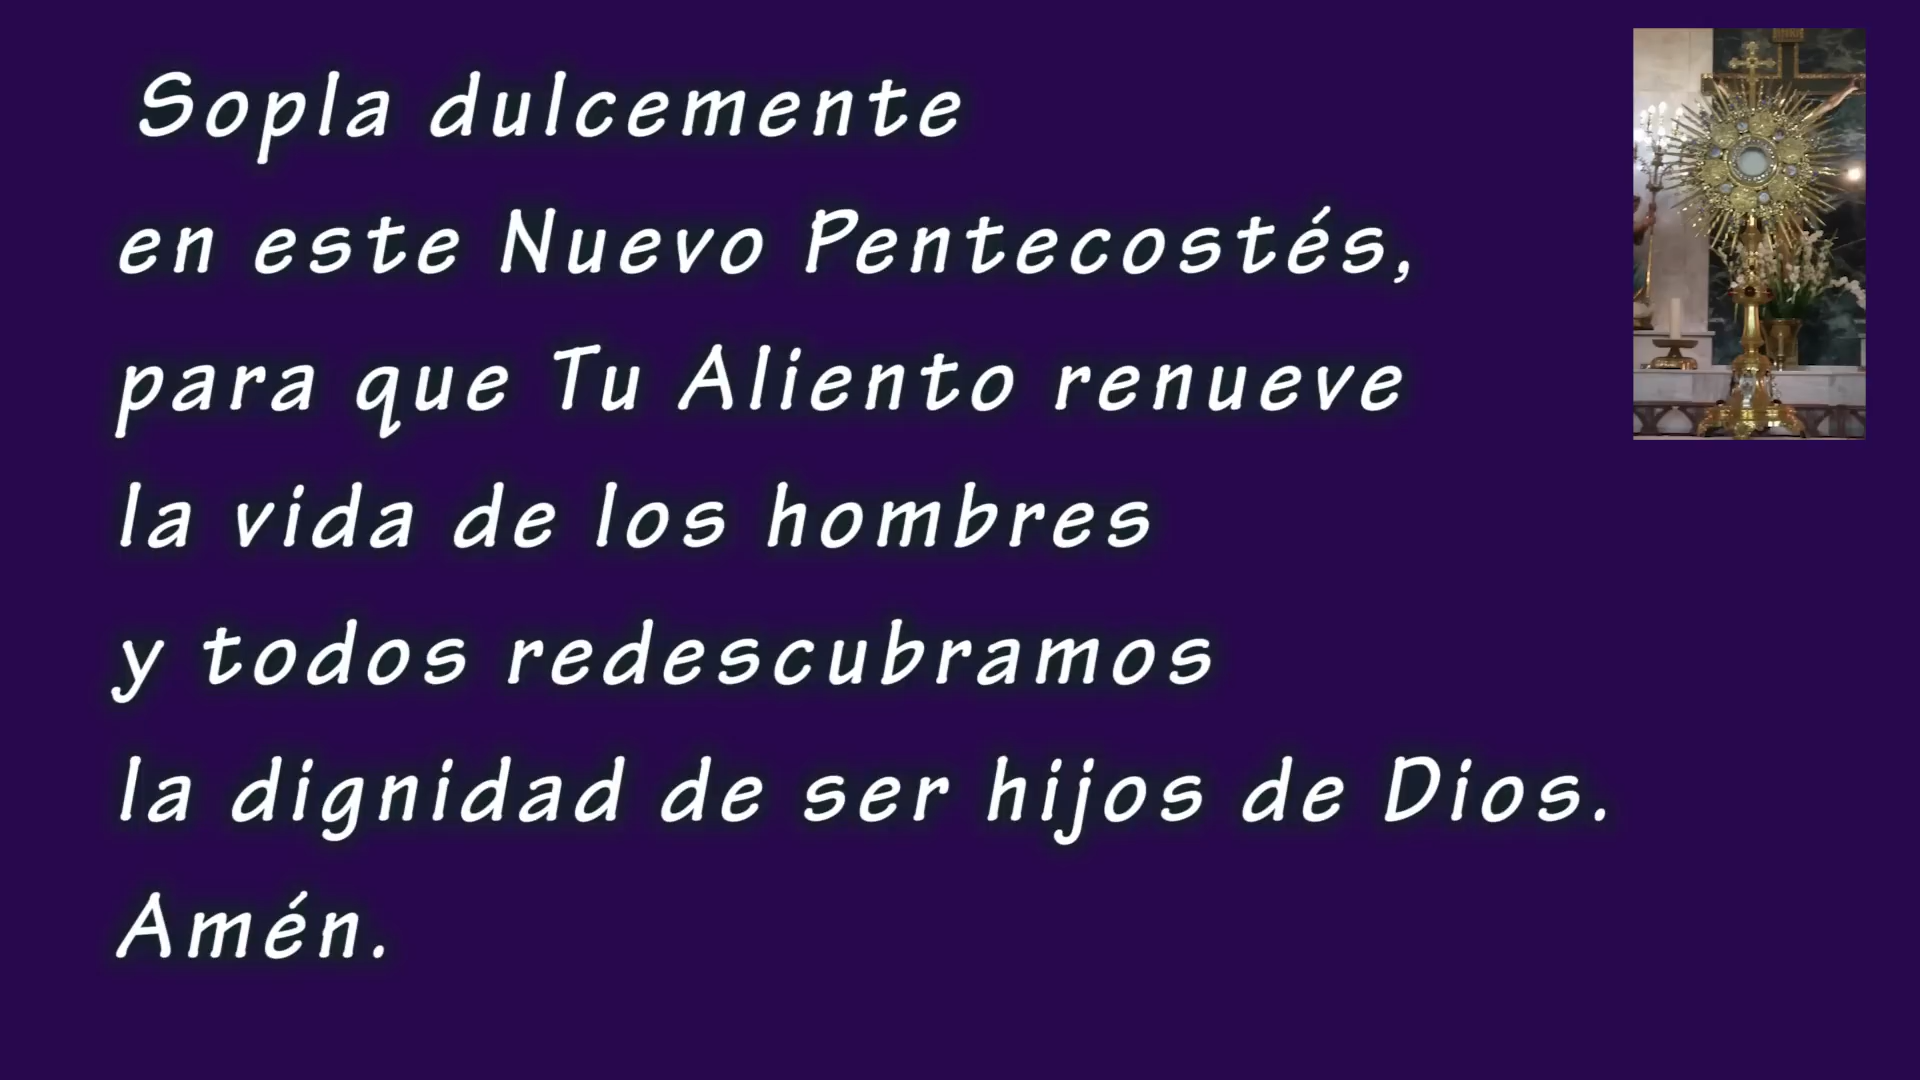 Sopla dulcemente
en este Nuevo Pentecostés,
para que Tu Aliento renueve
la vida de los hombres
y todos redescubramos
la dignidad de ser hijos de Dios.
Amén.